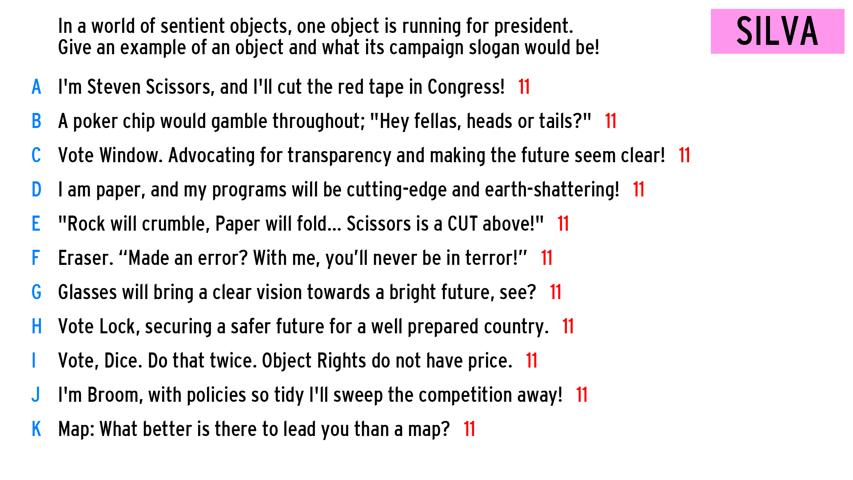 In a world of sentient objects, one object is running for president.
Give an example of an object and what its campaign slogan would be!
SILVA
A I'm Steven Scissors, and I'll cut the red tape in Congress! 11
B A poker chip would gamble throughout; "Hey fellas, heads or tails?" 11
C Vote Window. Advocating for transparency and making the future seem clear! 11
D I am paper, and my programs will be cutting-edge and earth-shattering! 11
E "Rock will crumble, Paper will fold... Scissors is a CUT above!" 11
F Eraser. “Made an error? With me, you’ll never be in terror!” 11
G Glasses will bring a clear vision towards a bright future, see? 11
H Vote Lock, securing a safer future for a well prepared country. 11
I Vote, Dice. Do that twice. Object Rights do not have price. 11
J I'm Broom, with policies so tidy I'll sweep the competition away! 11
K Map: What better is there to lead you than a map? 11